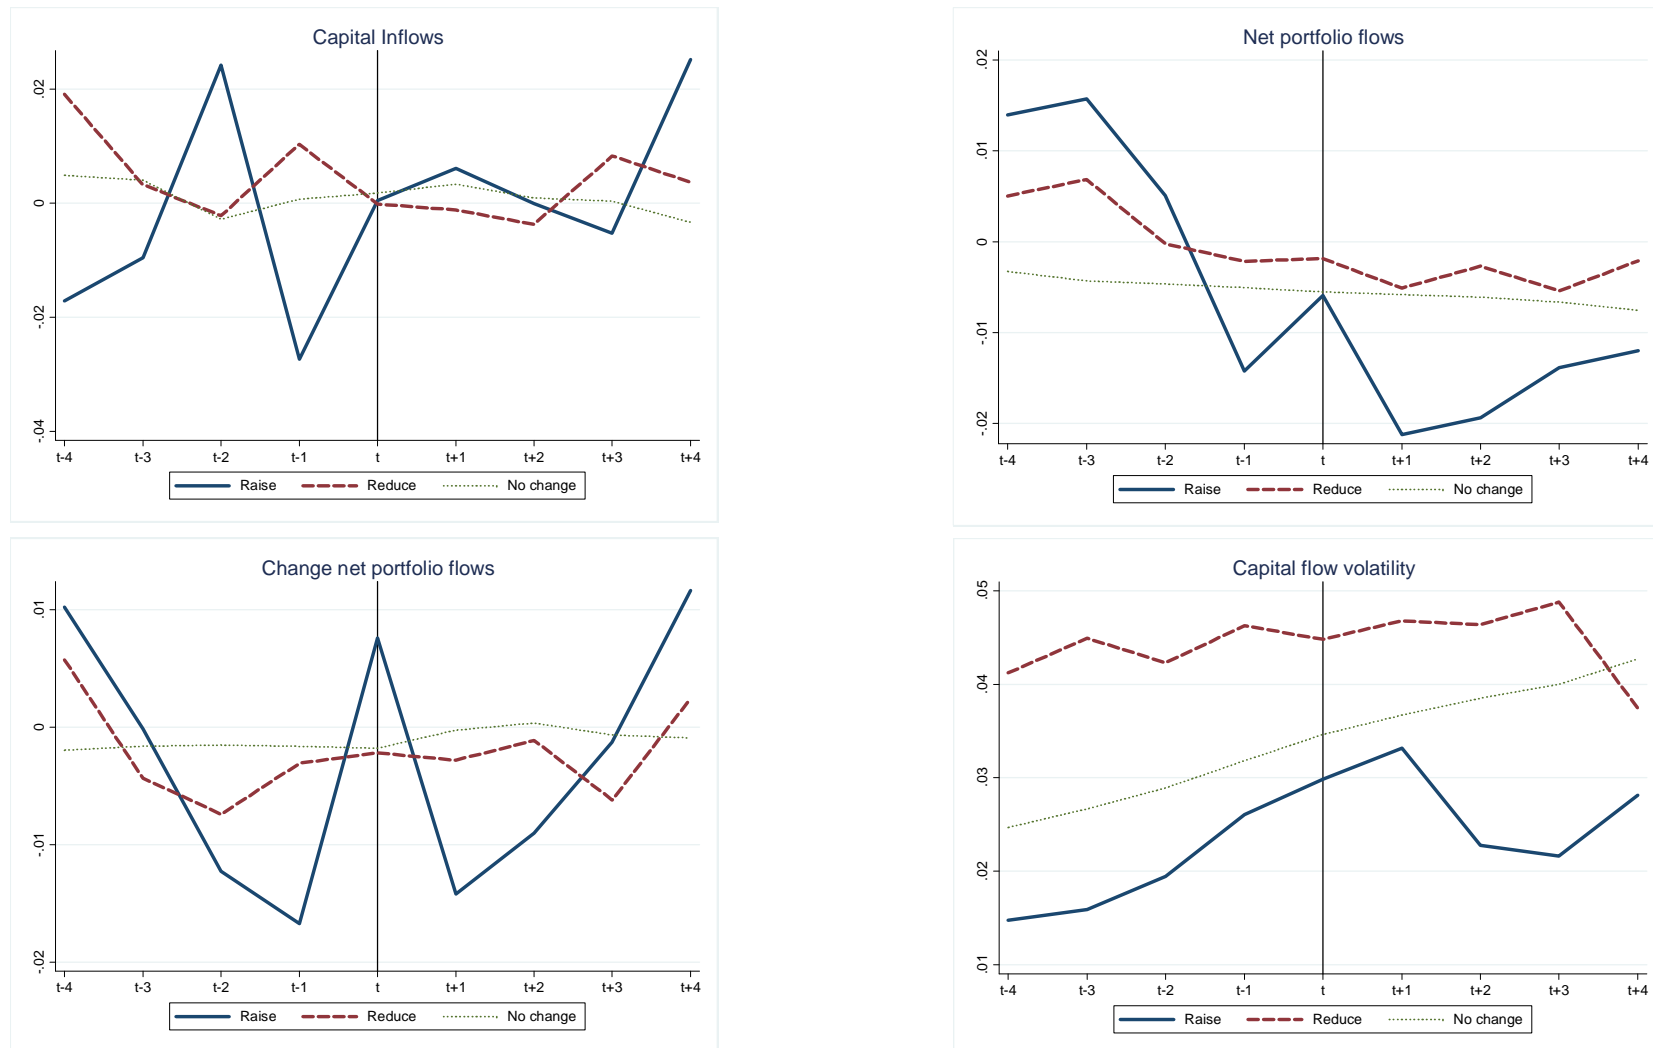 Capital Inflows
.02
0
-.02
-.04
t-4 t-3 t-2 t-1 t t+1 t+2 t+3 t+4
Raise Reduce No change
Net portfolio flows
.02
.01
0
-.01
-.02
t-4 t-3 t-2 t-1 t t+1 t+2 t+3 t+4
Raise Reduce No change
Change net portfolio flows
.01
0
-.01
-.02
t-4 t-3 t-2 t-1 t t+1 t+2 t+3 t+4
Raise Reduce No change
Capital flow volatility
.05
.04
.03
.02
.01
t-4 t-3 t-2 t-1 t t+1 t+2 t+3 t+4
Raise Reduce No change